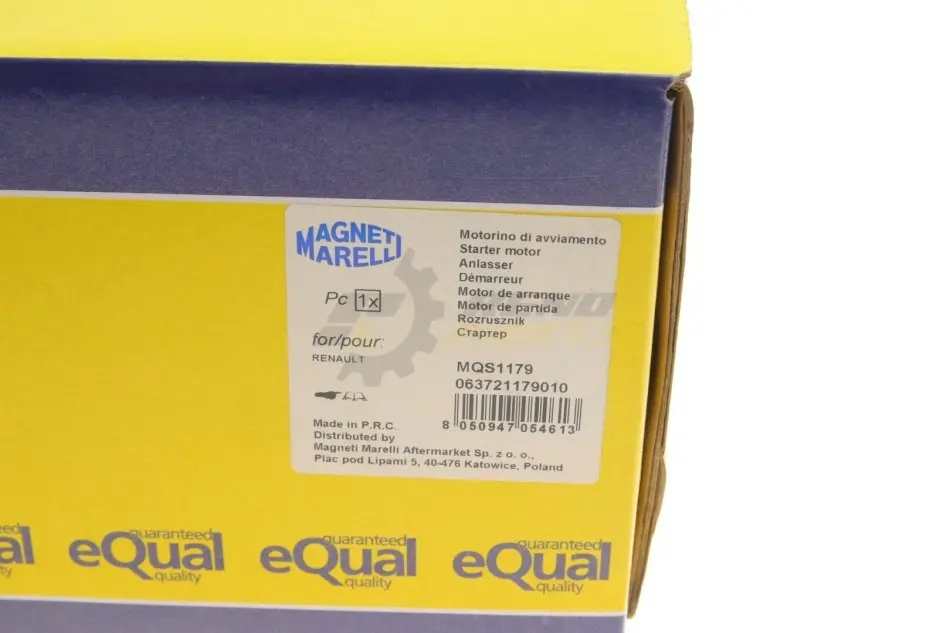 MAGNETI
MARELLI
Pc 1x
for/pour:
RENAULT
Made in P.R.C.
Distributed by
Magneti Marelli Aftermarket Sp. z o. o.,
Plac pod Lipami 5, 40-476 Katowice, Poland
Motorino di avviamento
Starter motor
Anlasser
Démarreur
Motor de arranque
Motor de partida
Rozrusznik
Стартер
MQS1179
063721179010
8 050947 054613
guaranteed
eQual
quality
guaranteed
eQual
quality
guaranteed
eQual
quality